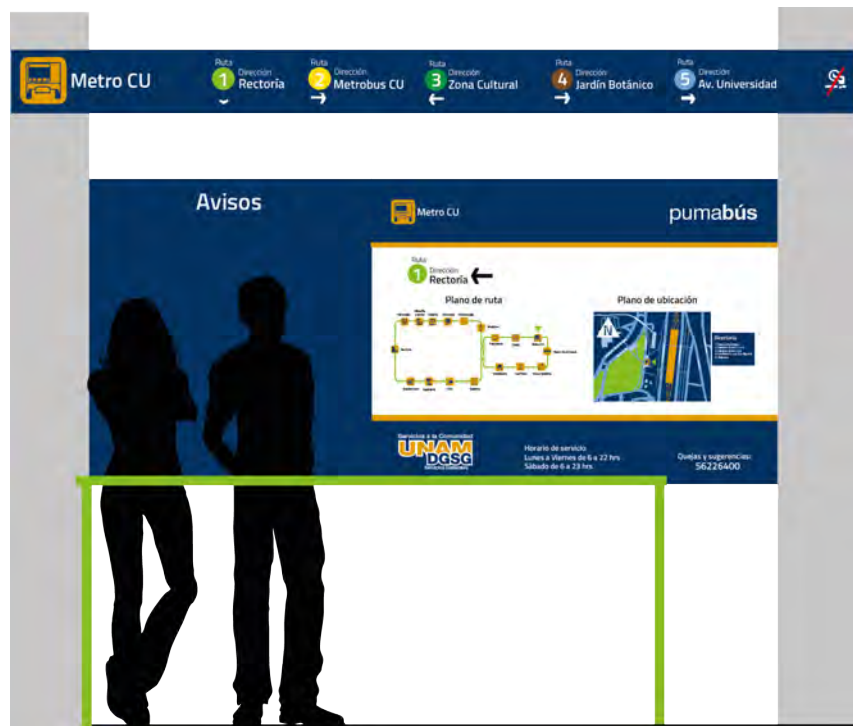 Metro CU
Ruta
1
Dirección
Rectoría
Ruta
2
Dirección
Metrobus CU
Ruta
3
Dirección
Zona Cultural
Ruta
4
Dirección
Jardín Botánico
Ruta
5
Dirección
Av. Universidad
Avisos
Metro CU
pumabús
Ruta
1
Dirección
Rectoría
Plano de ruta
Plano de ubicación
N
Servicios a la Comunidad
UNAM
DGSG
Horario de servicio
Lunes a Viernes de 6 a 22 hrs
Sábado de 6 a 23 hrs
Quejas y sugerencias:
56226400